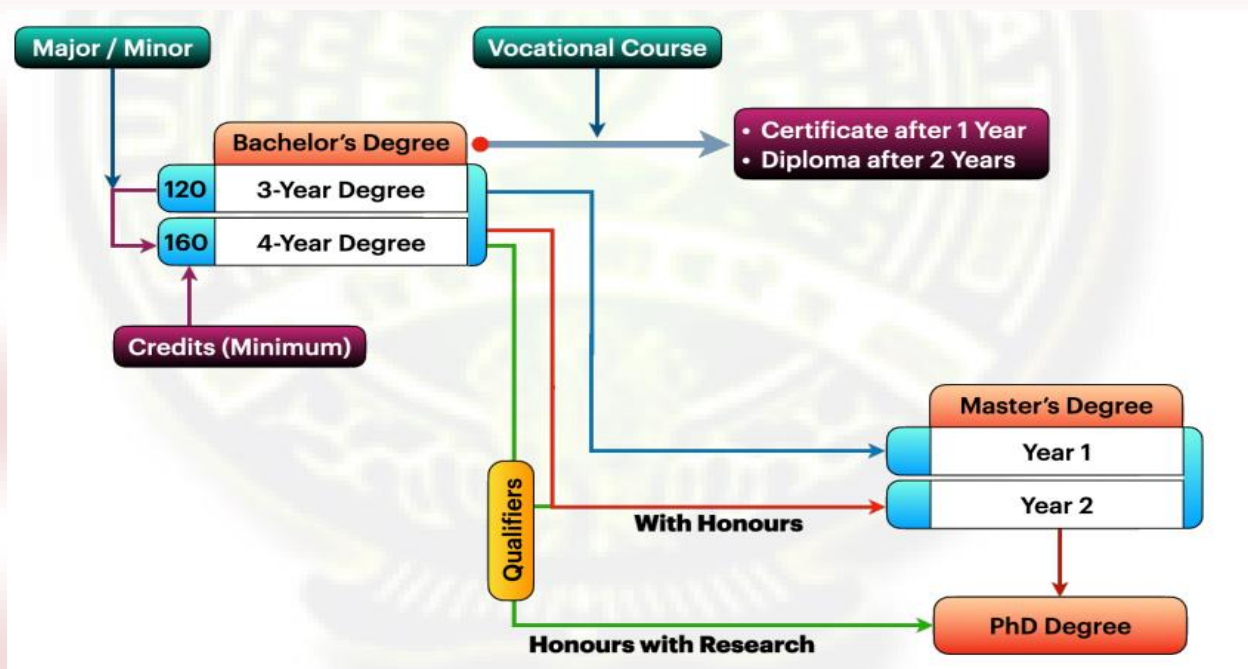 Major / Minor
Vocational Course
Bachelor's Degree
• Certificate after 1 Year
• Diploma after 2 Years
120
3-Year Degree
160
4-Year Degree
Credits (Minimum)
Master's Degree
Year 1
Year 2
Qualifiers
With Honours
PhD Degree
Honours with Research